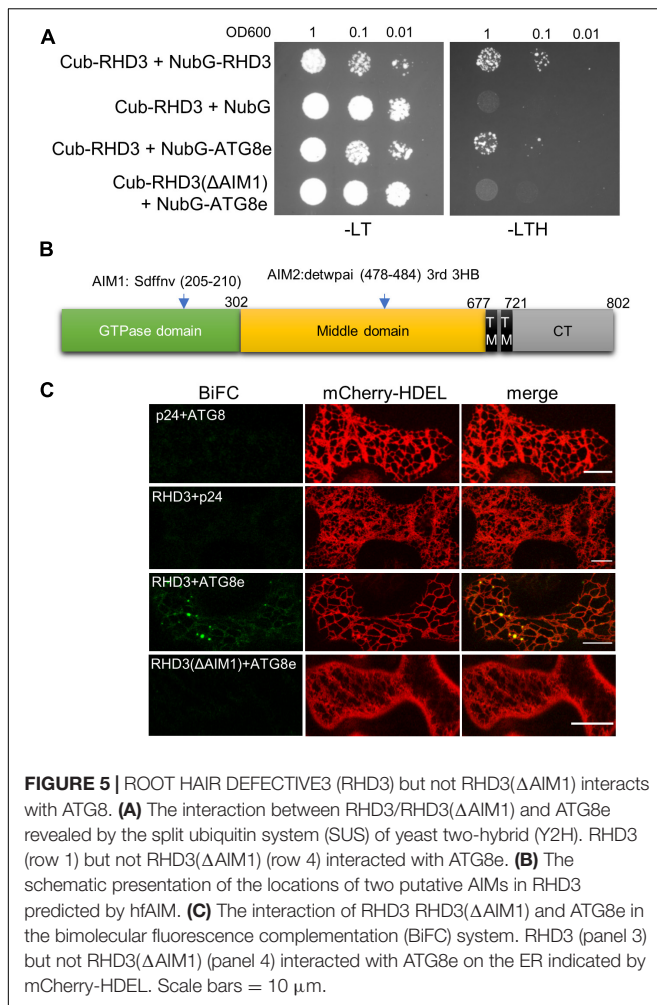 A
OD600 1 0.1 0.01 1 0.1 0.01
Cub-RHD3 + NubG-RHD3
Cub-RHD3 + NubG
Cub-RHD3 + NubG-ATG8e
Cub-RHD3(ΔAIM1)
+ NubG-ATG8e
-LT -LTH
B
AIM1: Sdffnv (205-210) AIM2:detwpai (478-484) 3rd 3HB
302 677 721 802
GTPase domain Middle domain TM TM CT
C
BiFC mCherry-HDEL merge
p24+ATG8
RHD3+p24
RHD3+ATG8e
RHD3(ΔAIM1)+ATG8e
FIGURE 5 | ROOT HAIR DEFECTIVE3 (RHD3) but not RHD3(ΔAIM1) interacts
with ATG8. (A) The interaction between RHD3/RHD3(ΔAIM1) and ATG8e
revealed by the split ubiquitin system (SUS) of yeast two-hybrid (Y2H). RHD3
(row 1) but not RHD3(ΔAIM1) (row 4) interacted with ATG8e. (B) The
schematic presentation of the locations of two putative AIMs in RHD3
predicted by hfAIM. (C) The interaction of RHD3 RHD3(ΔAIM1) and ATG8e in
the bimolecular fluorescence complementation (BiFC) system. RHD3 (panel 3)
but not RHD3(ΔAIM1) (panel 4) interacted with ATG8e on the ER indicated by
mCherry-HDEL. Scale bars = 10 μm.